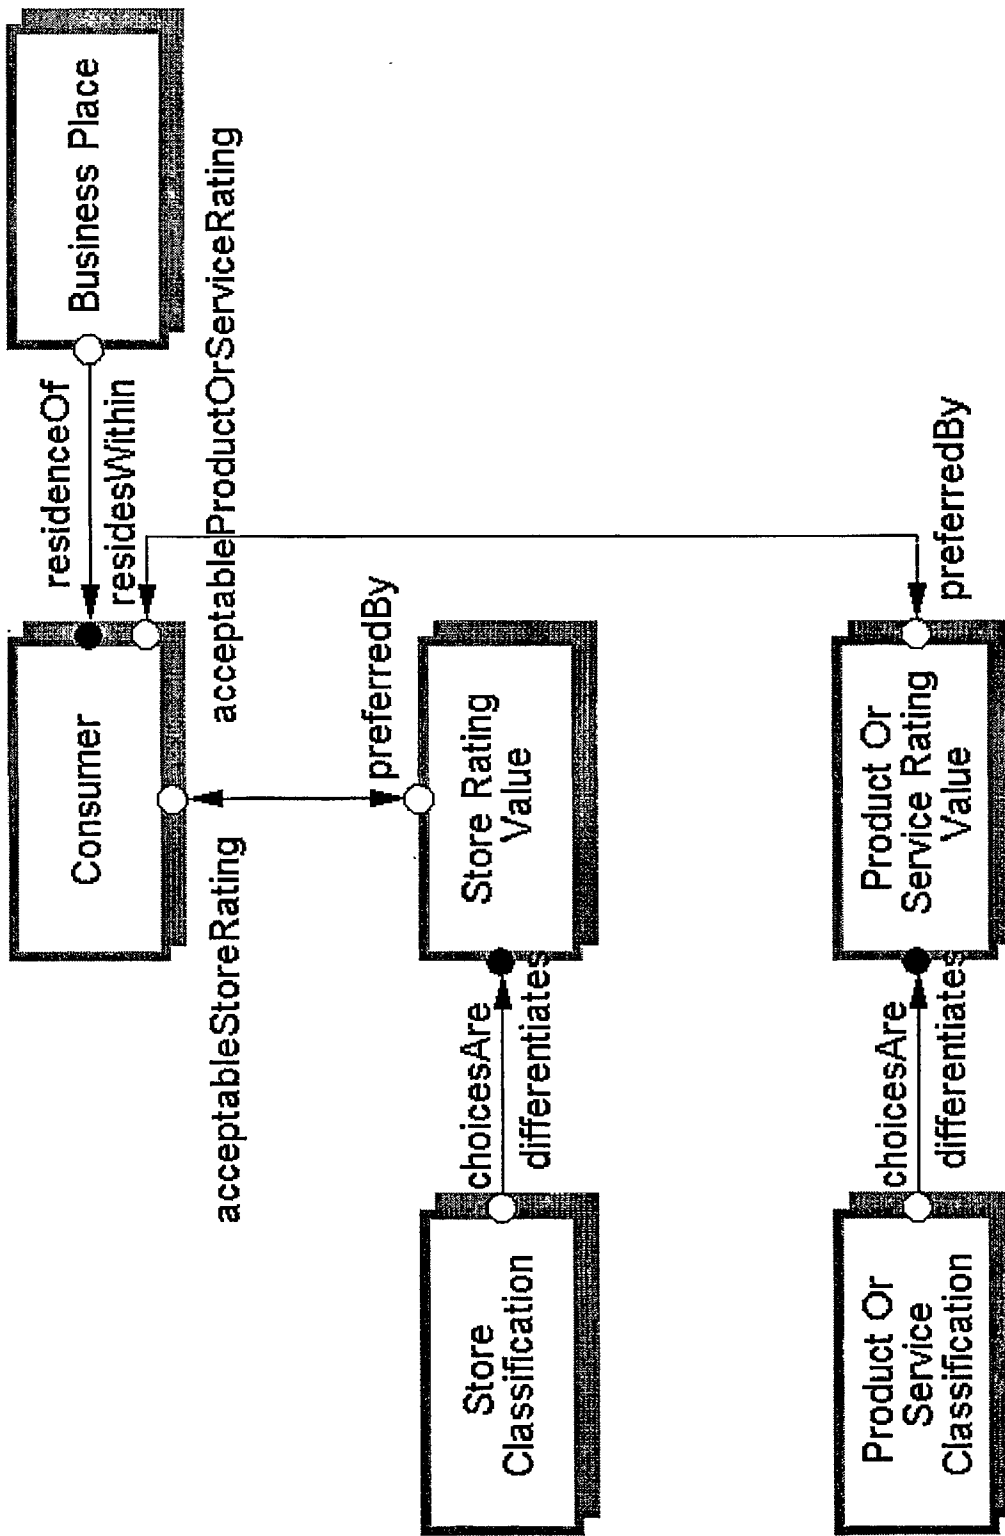 Business Place
residenceOf
residesWithin
Consumer
acceptableProductOrServiceRating
acceptableStoreRating
preferredBy
Store Rating
Value
choicesAre
differentiates
Store
Classification
preferredBy
Product Or
Service Rating
Value
choicesAre
differentiates
Product Or
Service
Classification